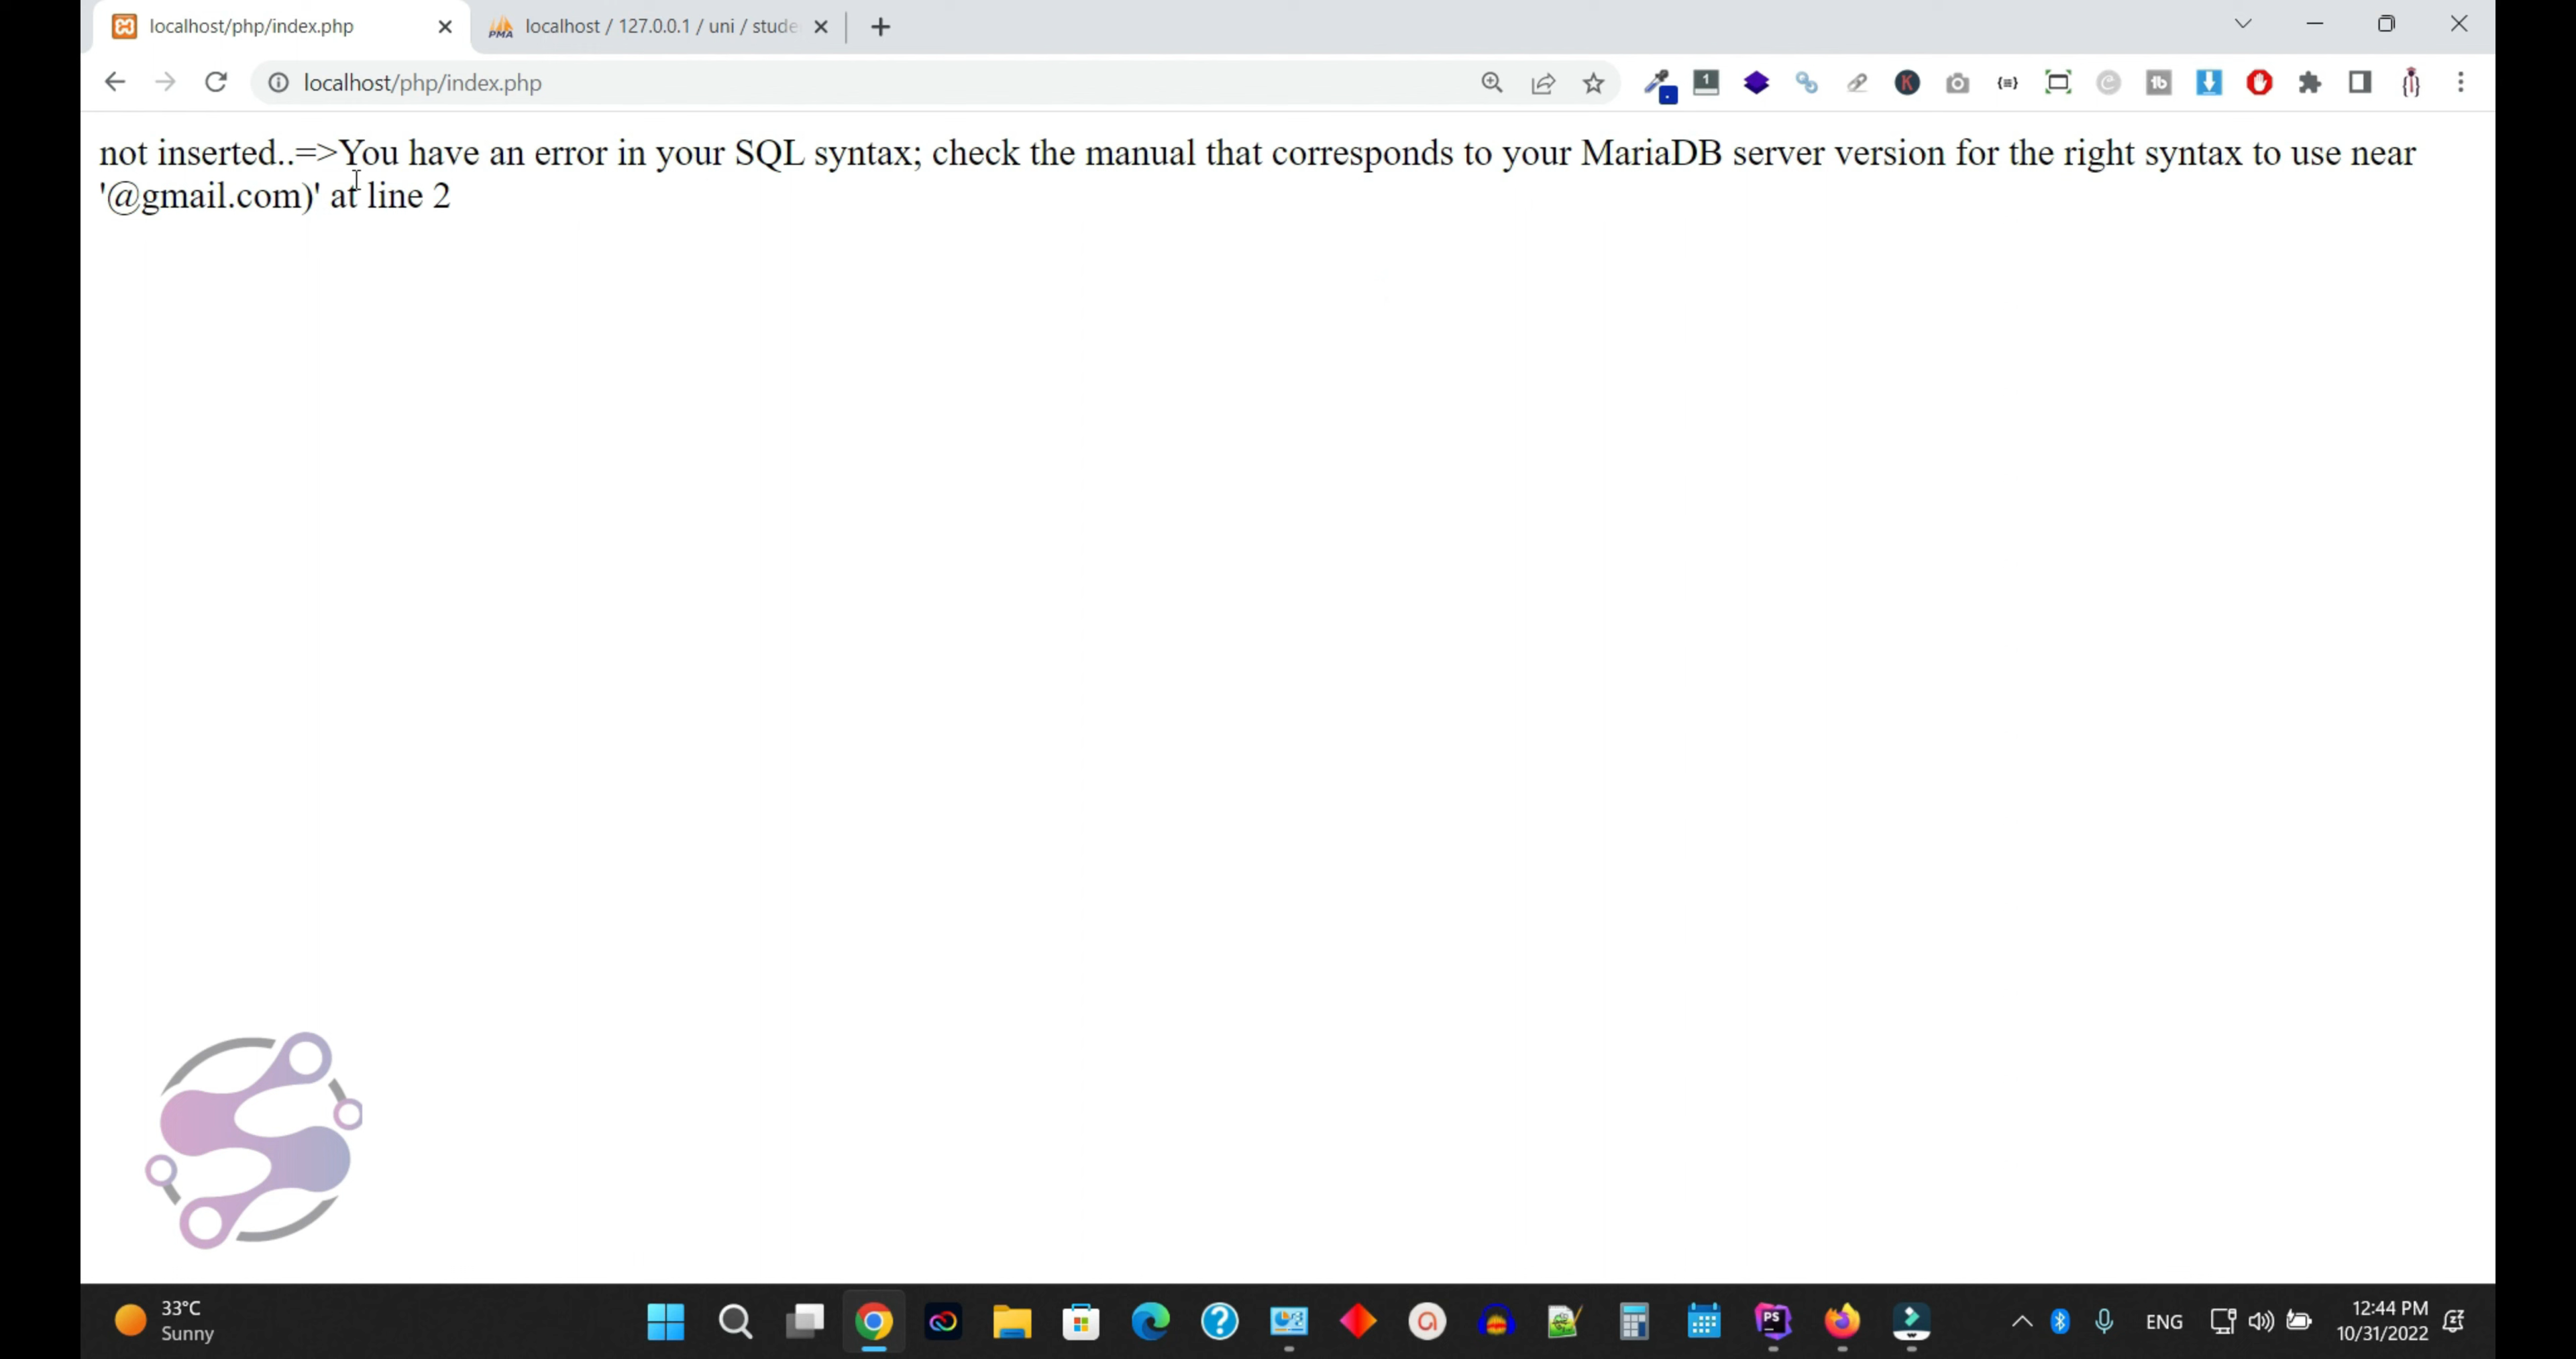 localhost/php/index.php
localhost / 127.0.0.1 / uni / stude
localhost/php/index.php
not inserted..=>You have an error in your SQL syntax; check the manual that corresponds to your MariaDB server version for the right syntax to use near
'@gmail.com)' at line 2
33°C
Sunny
ENG
12:44 PM
10/31/2022